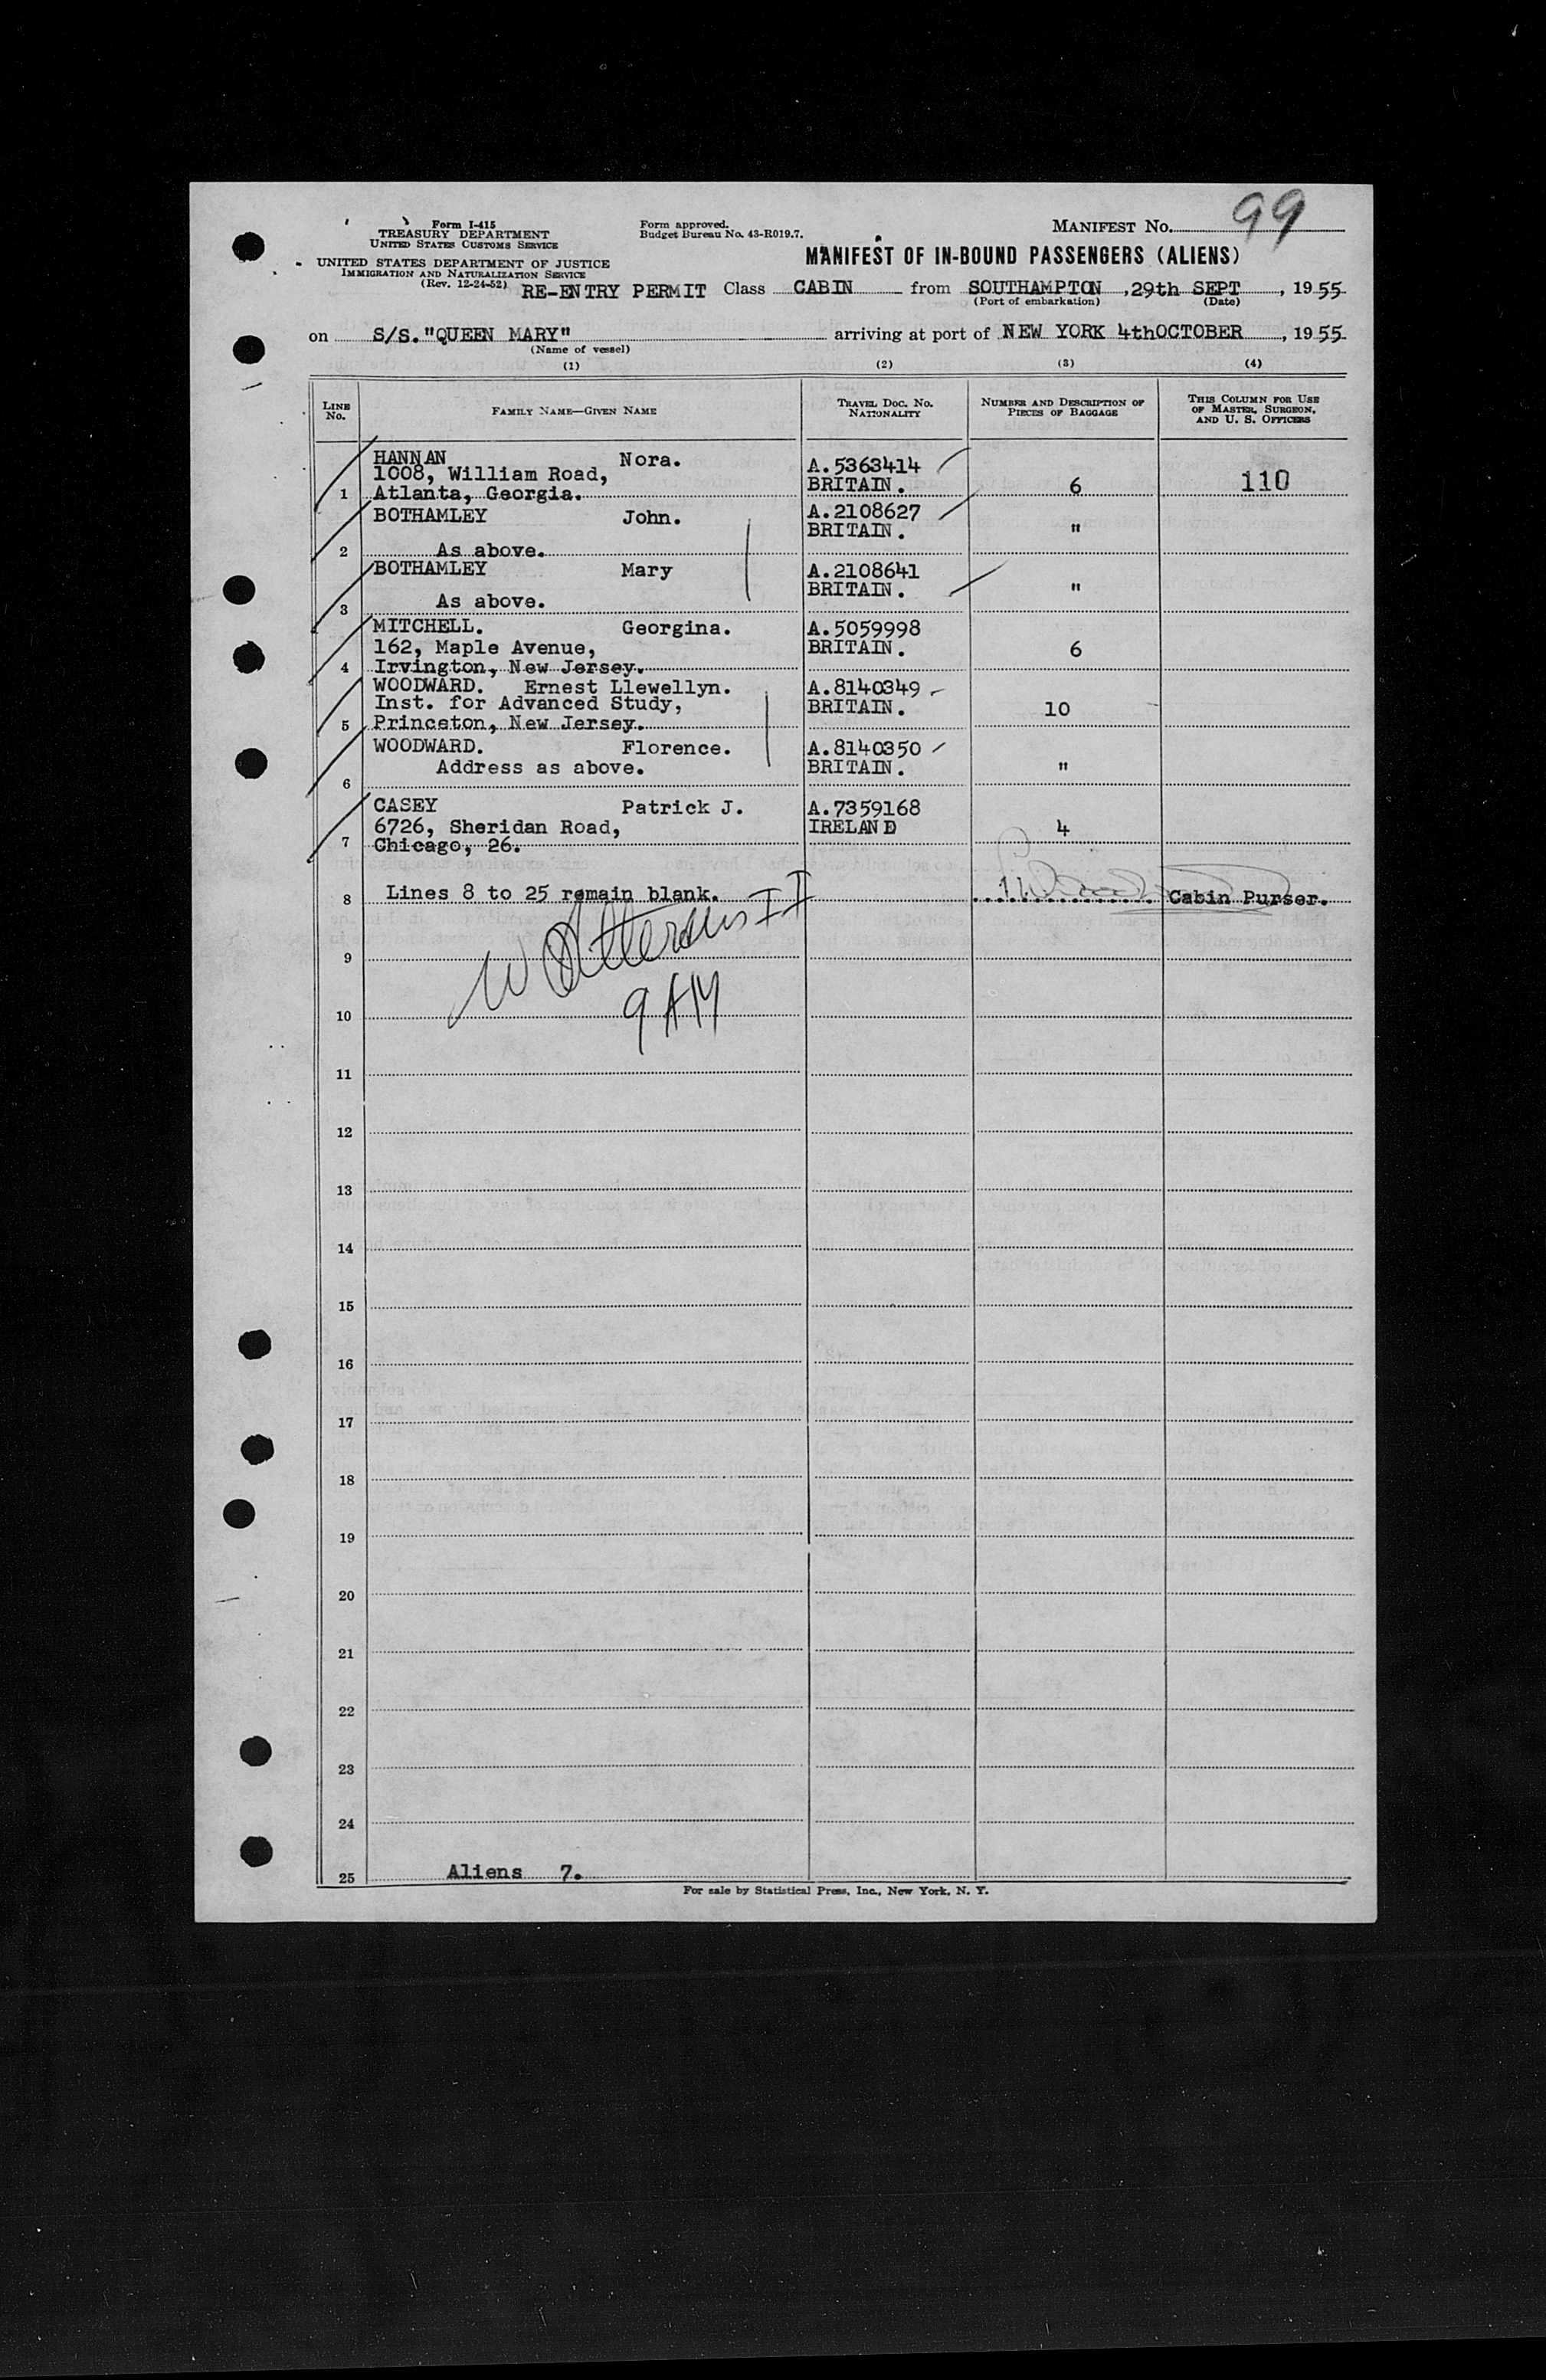 99
Form I-415
TREASURY DEPARTMENT
UNITED STATES CUSTOMS SERVICE
Form approved.
Budget Bureau No. 43-R019.7.
MANIFEST NO.
UNITED STATES DEPARTMENT OF JUSTICE
IMMIGRATION AND NATURALIZATION SERVICE
(Rev. 12-24-52)
MANIFEST OF IN-BOUND PASSENGERS (ALIENS)
RE-ENTRY PERMIT Class CABIN from SOUTHAMPTON ,29th SEPT , 1955
(Port of embarkation) (Date)
on S/S. "QUEEN MARY" arriving at port of NEW YORK 4thOCTOBER , 1955
(Name of vessel)
(1) (2) (3) (4)
LINE No. FAMILY NAME—GIVEN NAME TRAVEL DOC. NO. NATIONALITY NUMBER AND DESCRIPTION OF PIECES OF BAGGAGE THIS COLUMN FOR USE OF MASTER, SURGEON, AND U. S. OFFICERS
HANNAN Nora. A.5363414
1008, William Road, BRITAIN. 6 110
1 Atlanta, Georgia.
BOTHAMLEY John. A.2108627
BRITAIN. "
2 As above.
BOTHAMLEY Mary A.2108641
BRITAIN. "
3 As above.
MITCHELL. Georgina. A.5059998
162, Maple Avenue, BRITAIN. 6
4 Irvington, New Jersey.
WOODWARD. Ernest Llewellyn. A.8140349
Inst. for Advanced Study, BRITAIN. 10
5 Princeton, New Jersey.
WOODWARD. Florence. A.8140350
Address as above. BRITAIN. "
6
CASEY Patrick J. A.7359168
6726, Sheridan Road, IRELAND 4
7 Chicago, 26.
8 Lines 8 to 25 remain blank. Cabin Purser.
II
9
9 AM
10
11
12
13
14
15
16
17
18
19
20
21
22
23
24
25 Aliens 7.
For sale by Statistical Press, Inc., New York, N. Y.